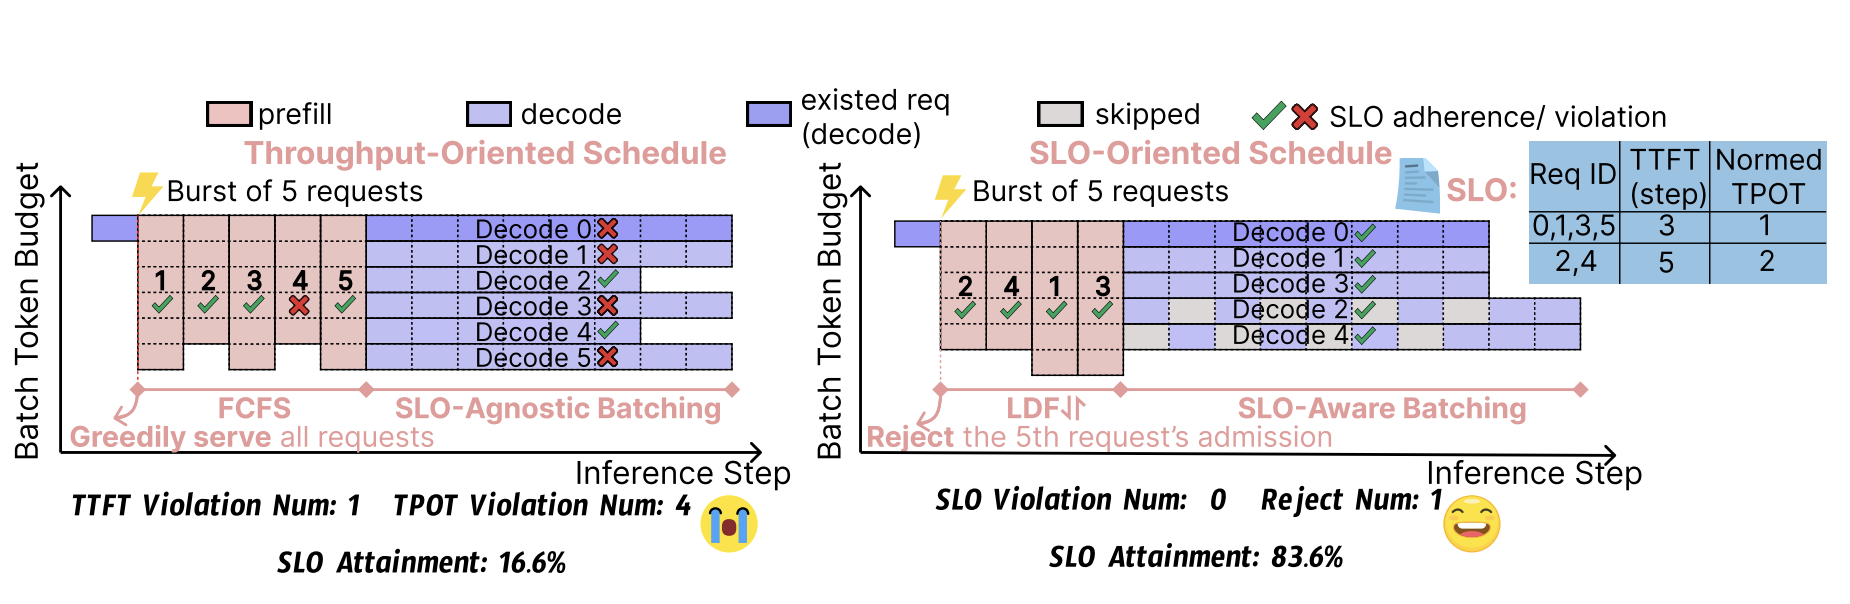 prefill
decode
existed req
(decode)
skipped
SLO adherence/ violation
Throughput-Oriented Schedule
Burst of 5 requests
Batch Token Budget
1 2 3 4 5
Decode 0
Decode 1
Decode 2
Decode 3
Decode 4
Decode 5
FCFS
SLO-Agnostic Batching
Greedily serve all requests
Inference Step
TTFT Violation Num: 1 TPOT Violation Num: 4
SLO Attainment: 16.6%
SLO-Oriented Schedule
Burst of 5 requests
Batch Token Budget
2 4 1 3
Decode 0
Decode 1
Decode 3
Decode 2
Decode 4
LDF
SLO-Aware Batching
Reject the 5th request's admission
Inference Step
SLO Violation Num: 0 Reject Num: 1
SLO Attainment: 83.6%
SLO:
Req ID TTFT (step) Normed TPOT
0,1,3,5 3 1
2,4 5 2